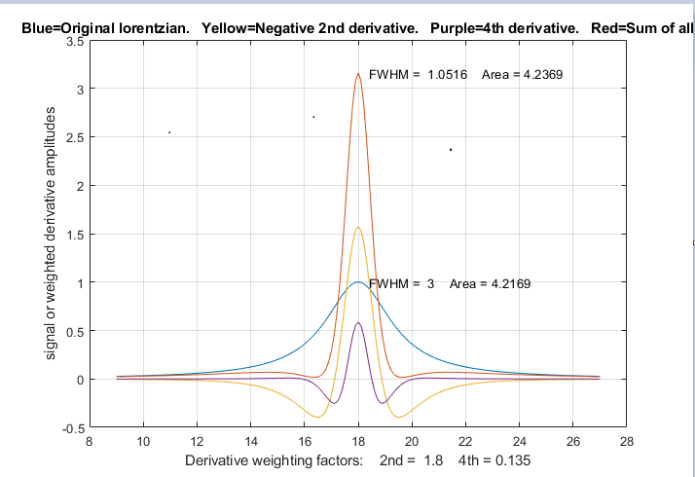 Blue=Original lorentzian. Yellow=Negative 2nd derivative. Purple=4th derivative. Red=Sum of all
3.5
3
2.5
2
1.5
1
0.5
0
-0.5
signal or weighted derivative amplitudes
FWHM = 1.0516 Area = 4.2369
FWHM = 3 Area = 4.2169
8 10 12 14 16 18 20 22 24 26 28
Derivative weighting factors: 2nd = 1.8 4th = 0.135